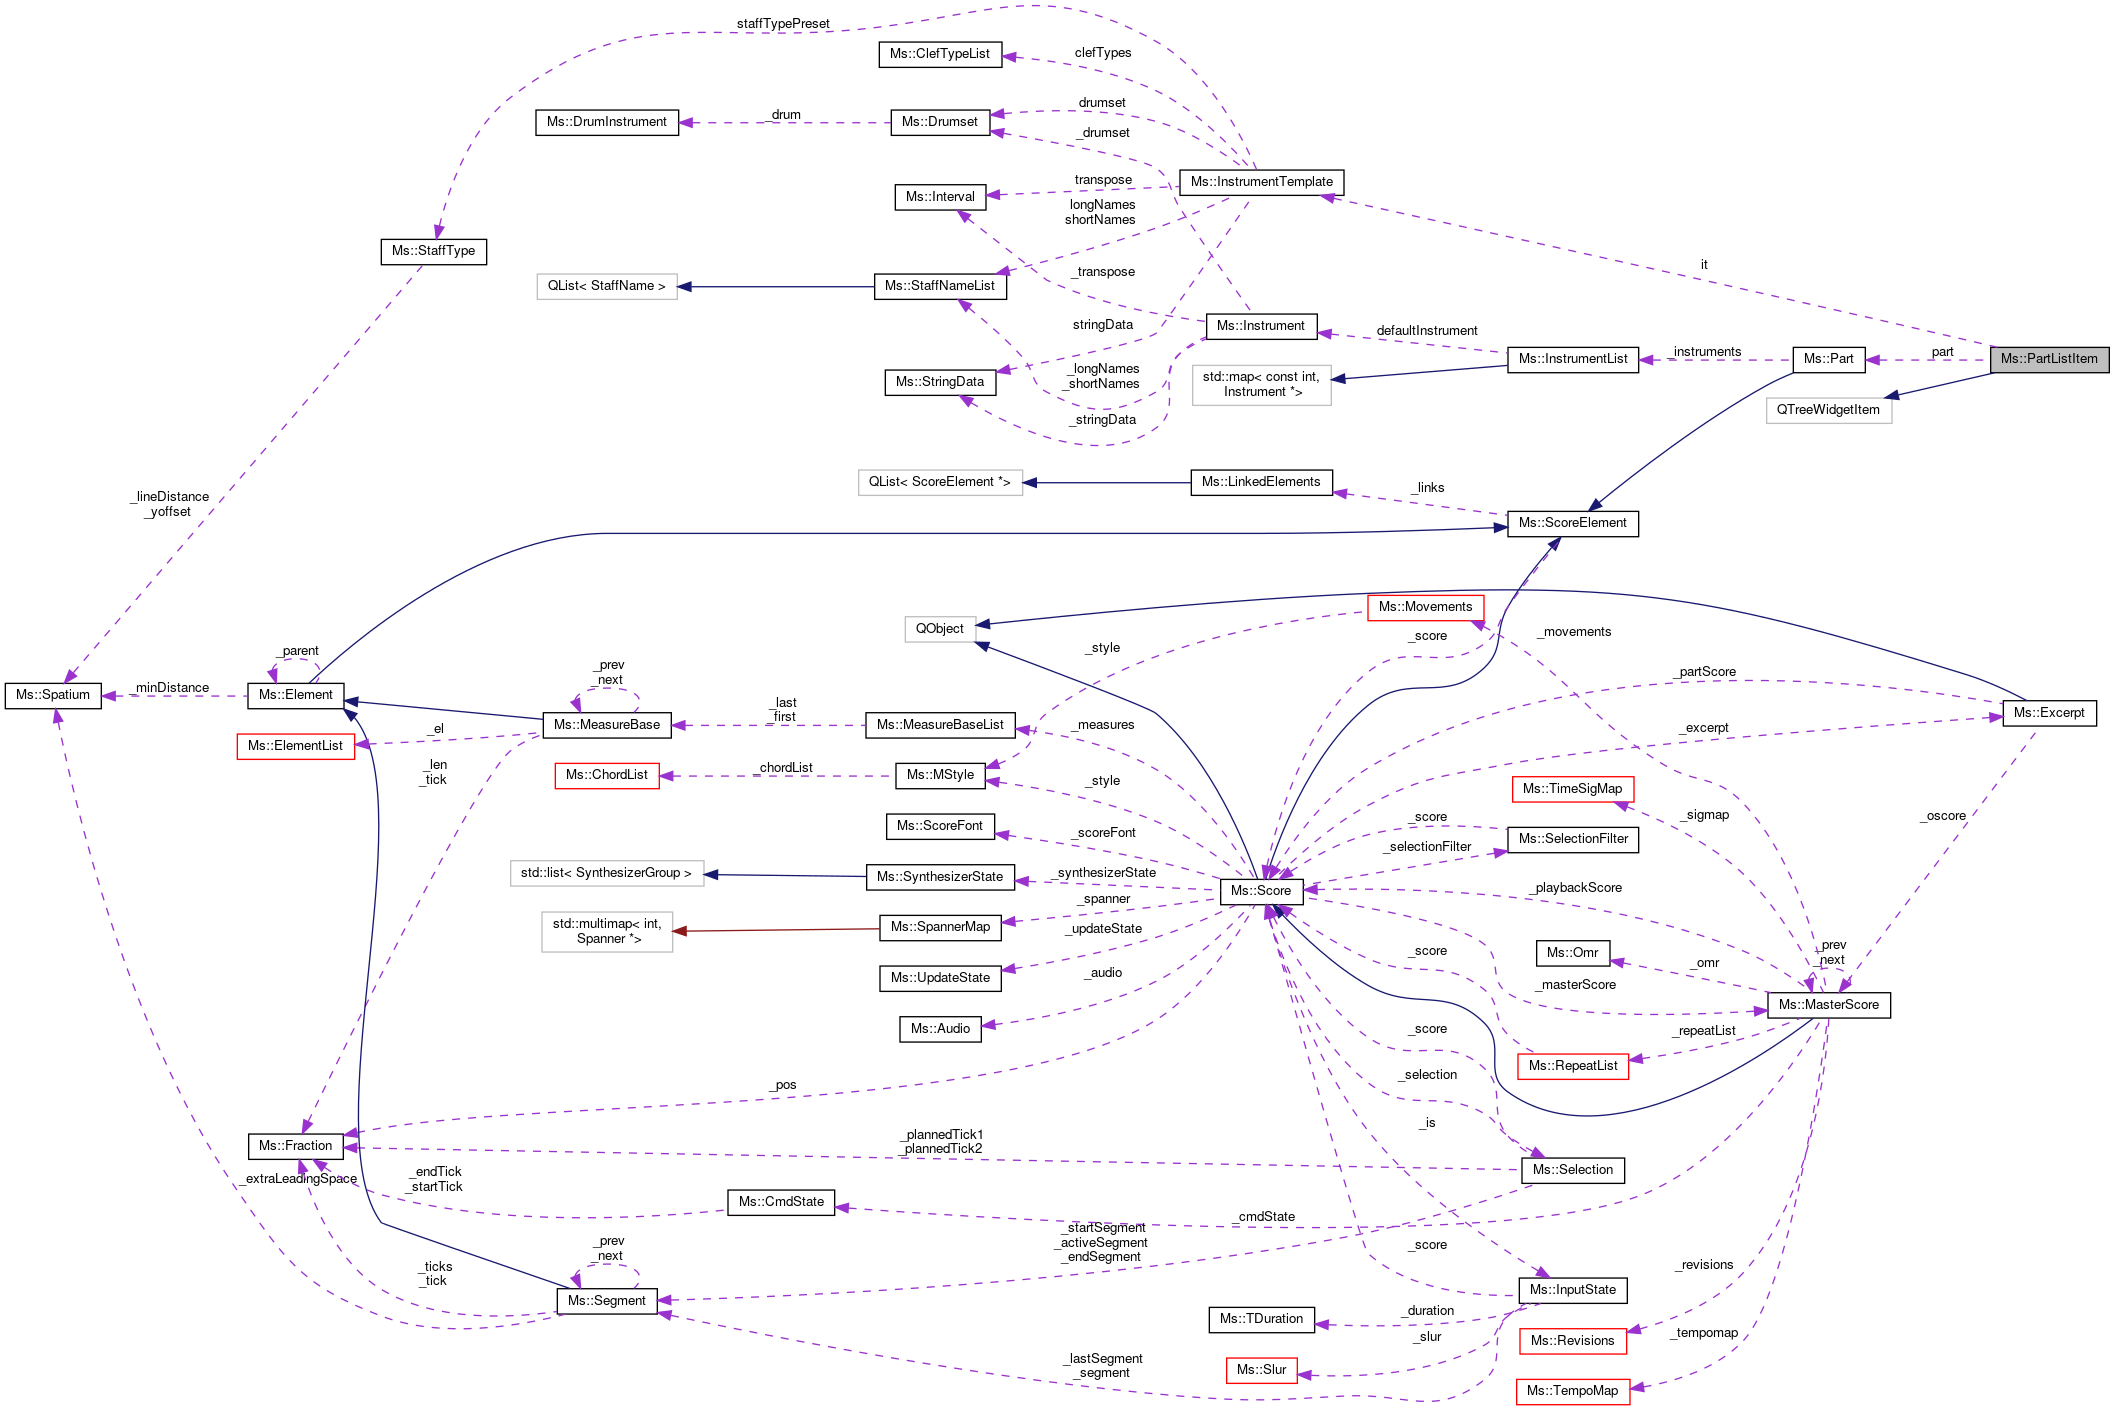 staffTypePreset
Ms::ClefTypeList
clefTypes
Ms::DrumInstrument
_drum
Ms::Drumset
drumset
_drumset
Ms::Interval
transpose
Ms::InstrumentTemplate
longNames
shortNames
Ms::StaffType
QList< StaffName >
Ms::StaffNameList
_transpose
it
stringData
Ms::Instrument
defaultInstrument
Ms::InstrumentList
_instruments
Ms::Part
part
Ms::PartListItem
Ms::StringData
_longNames
_shortNames
std::map< const int,
Instrument *>
QTreeWidgetItem
_stringData
QList< ScoreElement *>
Ms::LinkedElements
_links
_lineDistance
_yoffset
Ms::ScoreElement
QObject
Ms::Movements
_score
_movements
_style
_parent
_prev
_next
_partScore
Ms::Spatium
_minDistance
Ms::Element
Ms::MeasureBase
_last
_first
Ms::MeasureBaseList
_measures
Ms::Excerpt
_excerpt
Ms::ElementList
_el
_len
_tick
Ms::ChordList
_chordList
Ms::MStyle
_style
Ms::TimeSigMap
_sigmap
_oscore
Ms::ScoreFont
_scoreFont
_score
Ms::SelectionFilter
_selectionFilter
std::list< SynthesizerGroup >
Ms::SynthesizerState
_synthesizerState
Ms::Score
_playbackScore
_spanner
std::multimap< int,
Spanner *>
Ms::SpannerMap
_updateState
Ms::UpdateState
_audio
_score
Ms::Omr
_omr
_prev
_next
_masterScore
Ms::MasterScore
Ms::Audio
_score
_repeatList
Ms::RepeatList
_pos
_selection
_is
Ms::Fraction
_plannedTick1
_plannedTick2
Ms::Selection
_extraLeadingSpace
_endTick
_startTick
Ms::CmdState
_cmdState
_startSegment
_activeSegment
_endSegment
_score
_prev
_next
_ticks
_tick
Ms::Segment
_revisions
Ms::InputState
Ms::TDuration
_duration
_slur
Ms::Revisions
_tempomap
_lastSegment
_segment
Ms::Slur
Ms::TempoMap